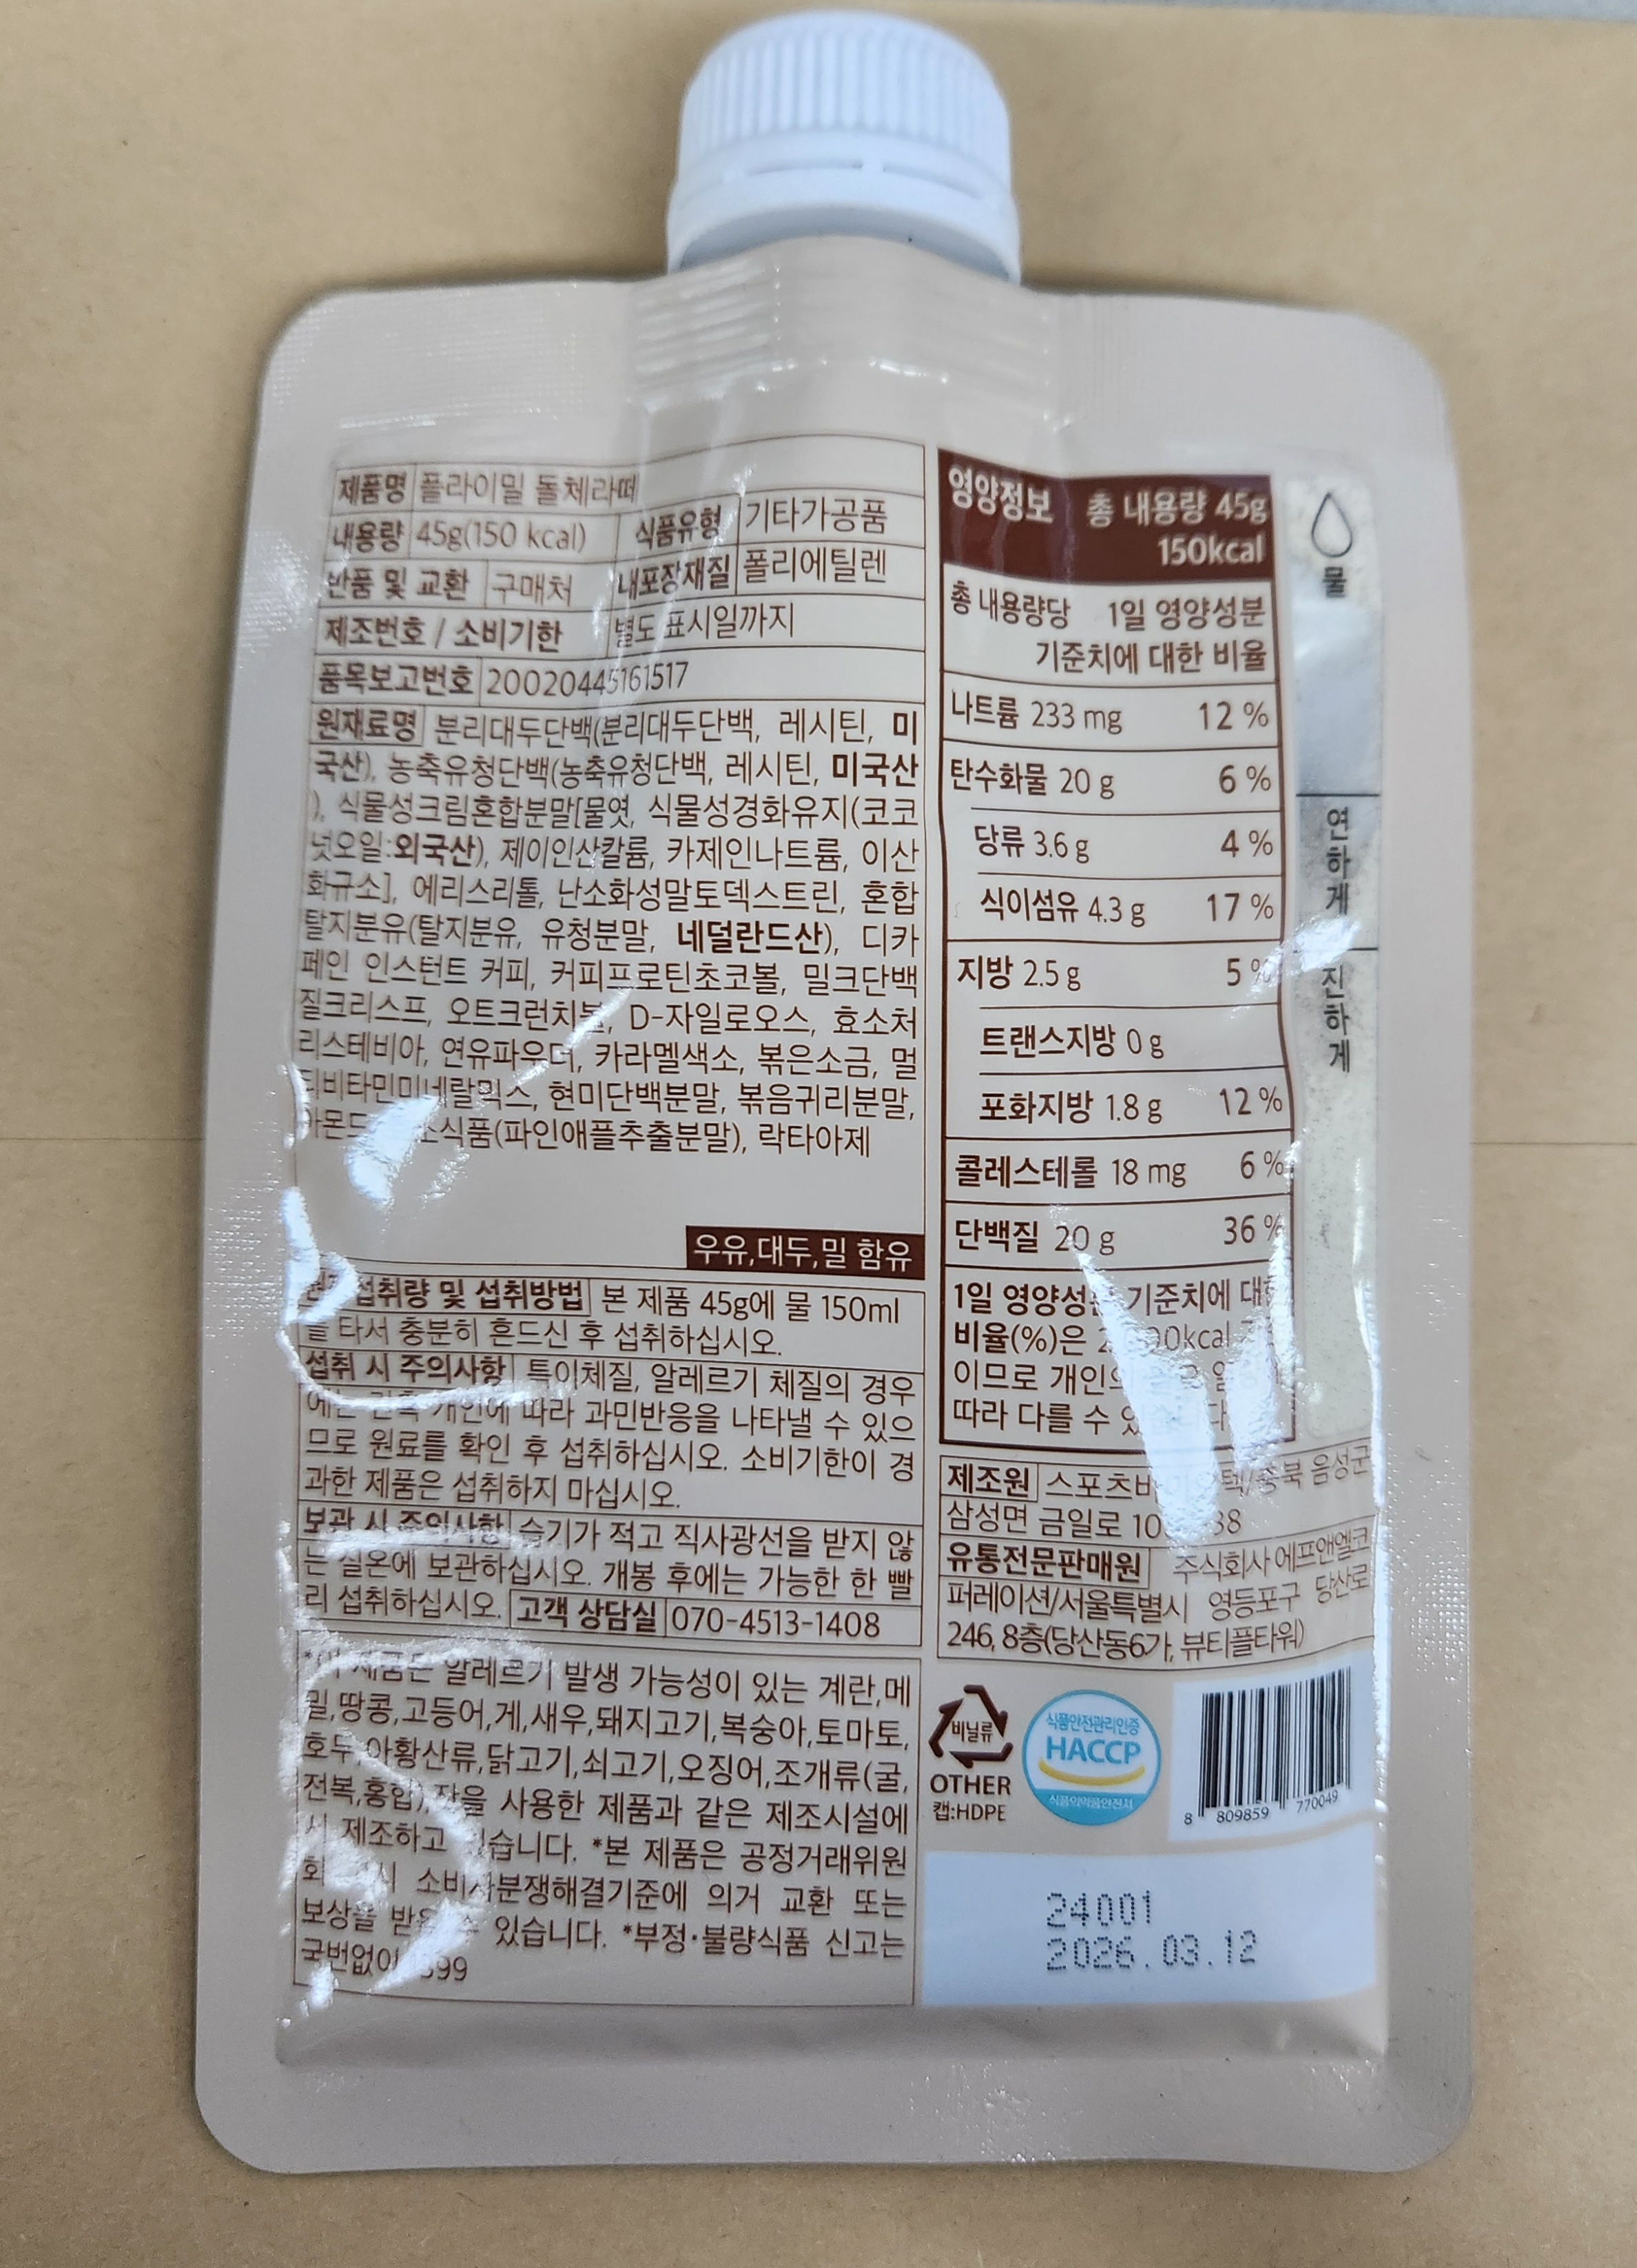 제품명 플라이밀 돌체라떼
내용량 45g(150 kcal) 식품유형 기타가공품
반품 및 교환 구매처 내포장재질 폴리에틸렌
제조번호 / 소비기한 별도 표시일까지
품목보고번호 20020445161517
원재료명 분리대두단백(분리대두단백, 레시틴, 미
국산), 농축유청단백(농축유청단백, 레시틴, 미국산
), 식물성크림혼합분말[물엿, 식물성경화유지(코코
넛오일:외국산), 제이인산칼륨, 카제인나트륨, 이산
화규소], 에리스리톨, 난소화성말토덱스트린, 혼합
탈지분유(탈지분유, 유청분말, 네덜란드산), 디카
페인 인스턴트 커피, 커피프로틴초코볼, 밀크단백
질크리스프, 오트크런치볼, D-자일로오스, 효소처
리스테비아, 연유파우더, 카라멜색소, 볶은소금, 멀
티비타민미네랄믹스, 현미단백분말, 볶음귀리분말,
(파인애플추출분말), 락타아제
우유,대두,밀 함유
섭취량 및 섭취방법 본 제품 45g에 물 150ml
을 타서 충분히 흔드신 후 섭취하십시오.
섭취 시 주의사항 특이체질, 알레르기 체질의 경우
개인에 따라 과민반응을 나타낼 수 있으
므로 원료를 확인 후 섭취하십시오. 소비기한이 경
과한 제품은 섭취하지 마십시오.
보관 시 주의사항 습기가 적고 직사광선을 받지 않
는 실온에 보관하십시오. 개봉 후에는 가능한 한 빨
리 섭취하십시오. 고객 상담실 070-4513-1408
*이 제품은 알레르기 발생 가능성이 있는 계란,메
밀,땅콩,고등어,게,새우,돼지고기,복숭아,토마토,
호두,아황산류,닭고기,쇠고기,오징어,조개류(굴,
전복,홍합),잣을 사용한 제품과 같은 제조시설에
서 제조하고 있습니다. *본 제품은 공정거래위원
회 소비자분쟁해결기준에 의거 교환 또는
보상을 받을 수 있습니다. *부정·불량식품 신고는
국번없이
영양정보 총 내용량 45g
150kcal
총 내용량당 1일 영양성분
기준치에 대한 비율
나트륨 233 mg 12 %
탄수화물 20 g 6 %
당류 3.6 g 4 %
식이섬유 4.3 g 17 %
지방 2.5 g 5 %
트랜스지방 0 g
포화지방 1.8 g 12 %
콜레스테롤 18 mg 6 %
단백질 20 g 36 %
1일 영양성분 기준치에 대한
비율(%)은
이므로 개인의
따라 다를 수 있습니다
제조원 충북 음성군
삼성면 금일로
유통전문판매원 주식회사 에프앤엘코
퍼레이션/서울특별시 영등포구 당산로
246, 8층(당산동6가, 뷰티플타워)
비닐류
OTHER
캡:HDPE
식품안전관리인증
HACCP
식품의약품안전처
8 809859 770049
24001
2026.03.12
물
연하게
진하게